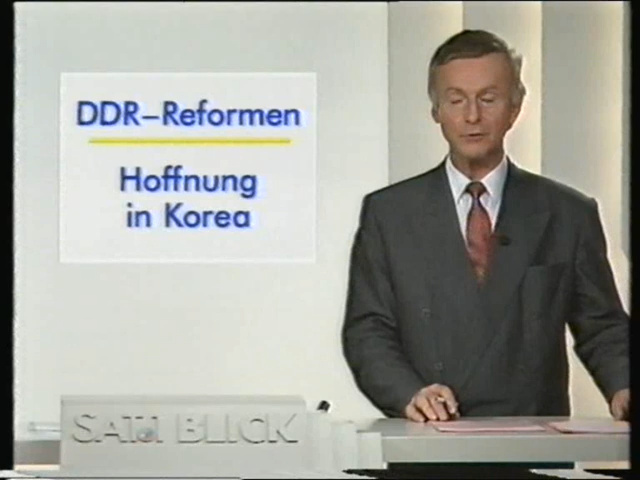 DDR–Reformen
Hoffnung
in Korea
SAT.1 BLICK